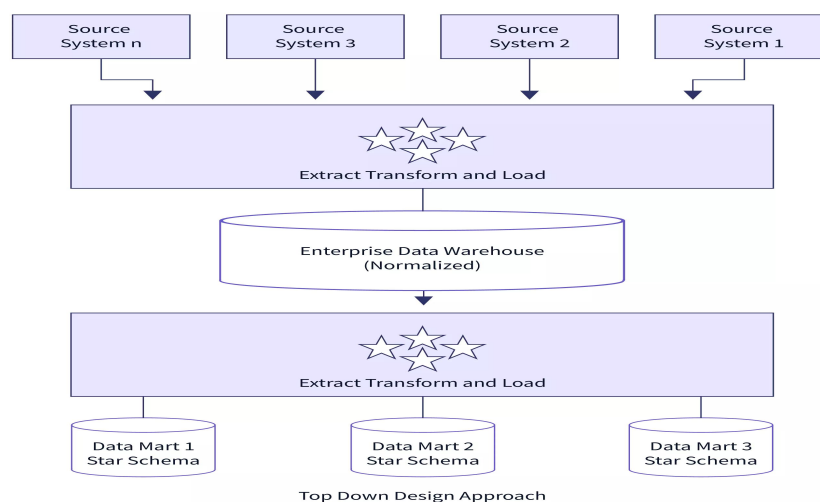 Source
System n
Source
System 3
Source
System 2
Source
System 1
Extract Transform and Load
Enterprise Data Warehouse
(Normalized)
Extract Transform and Load
Data Mart 1
Star Schema
Data Mart 2
Star Schema
Data Mart 3
Star Schema
Top Down Design Approach